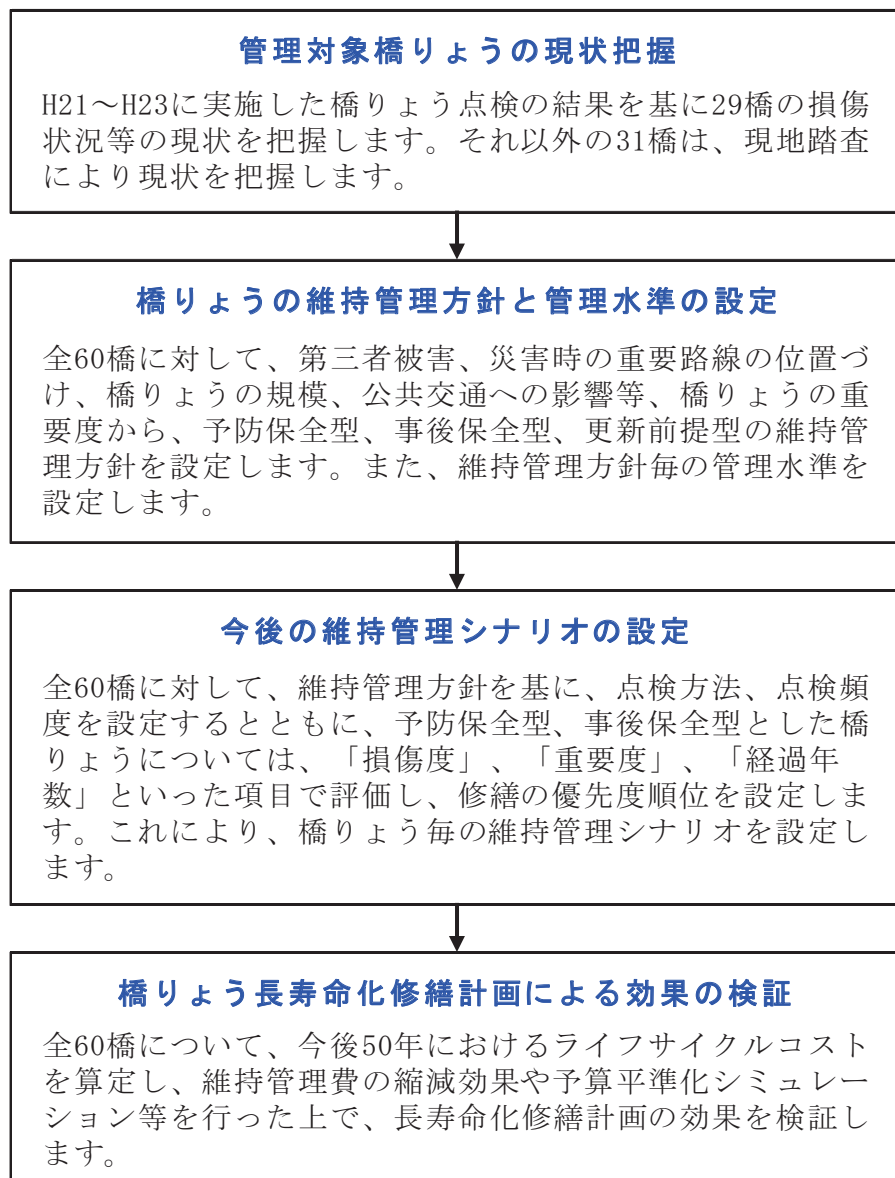 管理対象橋りょうの現状把握
H21～H23に実施した橋りょう点検の結果を基に29橋の損傷
状況等の現状を把握します。それ以外の31橋は、現地踏査
により現状を把握します。
橋りょうの維持管理方針と管理水準の設定
全60橋に対して、第三者被害、災害時の重要路線の位置づ
け、橋りょうの規模、公共交通への影響等、橋りょうの重
要度から、予防保全型、事後保全型、更新前提型の維持管
理方針を設定します。また、維持管理方針毎の管理水準を
設定します。
今後の維持管理シナリオの設定
全60橋に対して、維持管理方針を基に、点検方法、点検頻
度を設定するとともに、予防保全型、事後保全型とした橋
りょうについては、「損傷度」、「重要度」、「経過年
数」といった項目で評価し、修繕の優先度順位を設定しま
す。これにより、橋りょう毎の維持管理シナリオを設定し
ます。
橋りょう長寿命化修繕計画による効果の検証
全60橋について、今後50年におけるライフサイクルコスト
を算定し、維持管理費の縮減効果や予算平準化シミュレー
ション等を行った上で、長寿命化修繕計画の効果を検証し
ます。